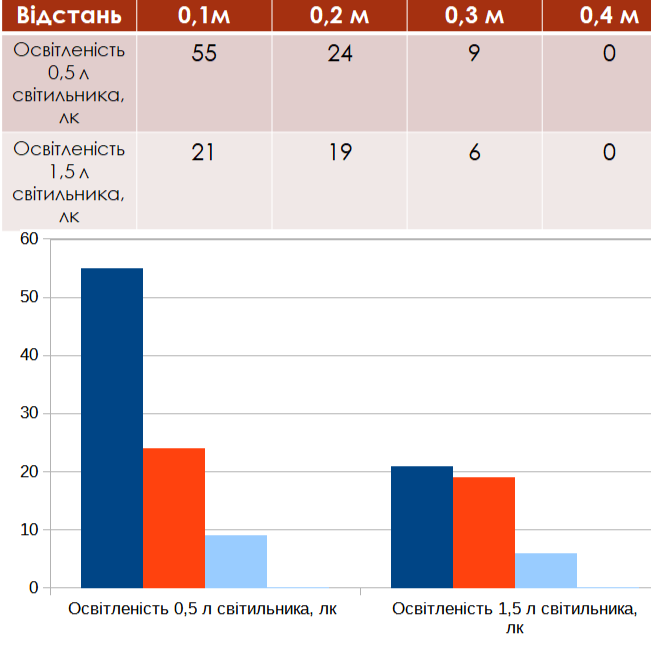 Відстань 0,1м 0,2 м 0,3 м 0,4 м
Освітленість
0,5 л
світильника,
лк
55 24 9 0
Освітленість
1,5 л
світильника,
лк
21 19 6 0
60
50
40
30
20
10
0
Освітленість 0,5 л світильника, лк
Освітленість 1,5 л світильника,
лк